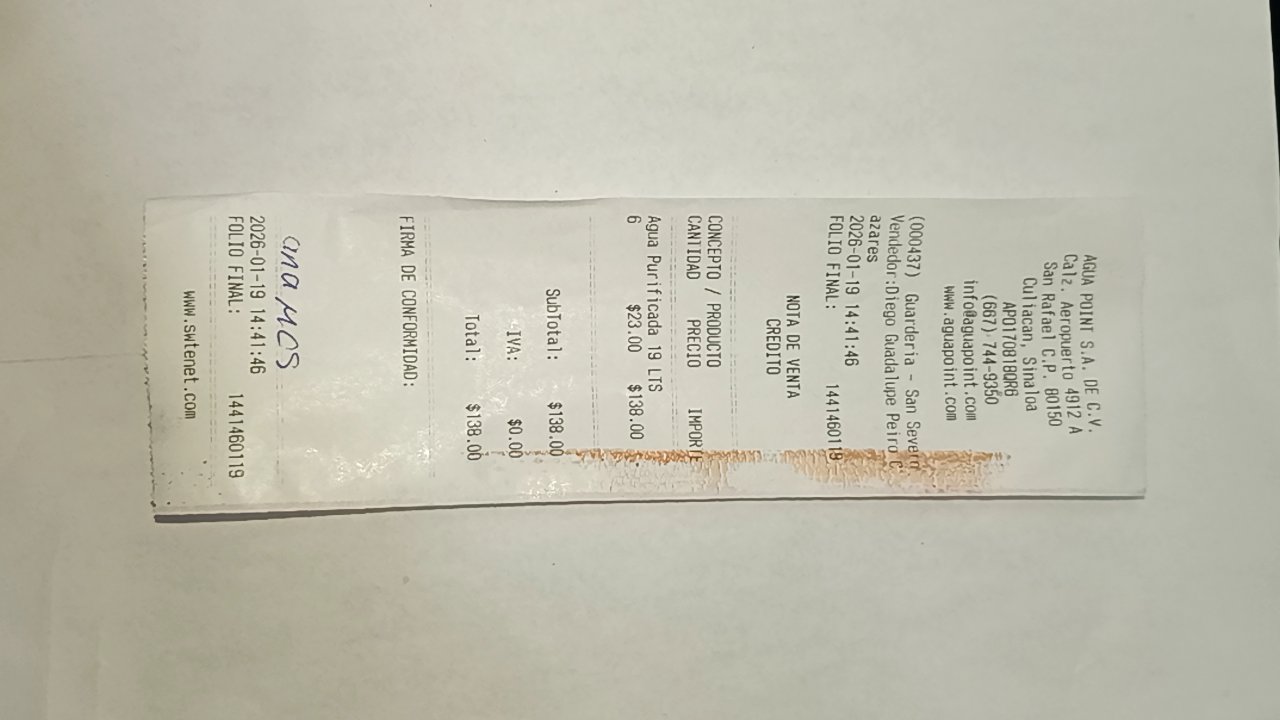 AGUA POINT S.A. DE C.V.
Calz. Aeropuerto 4912 A
San Rafael C.P. 80150
Culiacan, Sinaloa
APO170818QR6
(667) 744-9350
info@aguapoint.com
www.aguapoint.com
(000437) Guarderia - San Severo
Vendedor:Diego Guadalupe Peiro C
azares
2026-01-19 14:41:46
FOLIO FINAL: 1441460119
NOTA DE VENTA
CREDITO
CONCEPTO / PRODUCTO
CANTIDAD PRECIO IMPORTE
Agua Purificada 19 LTS
6 $23.00 $138.00
SubTotal: $138.00
IVA: $0.00
Total: $138.00
FIRMA DE CONFORMIDAD:
ana MCS
2026-01-19 14:41:46
FOLIO FINAL: 1441460119
www.swtenet.com